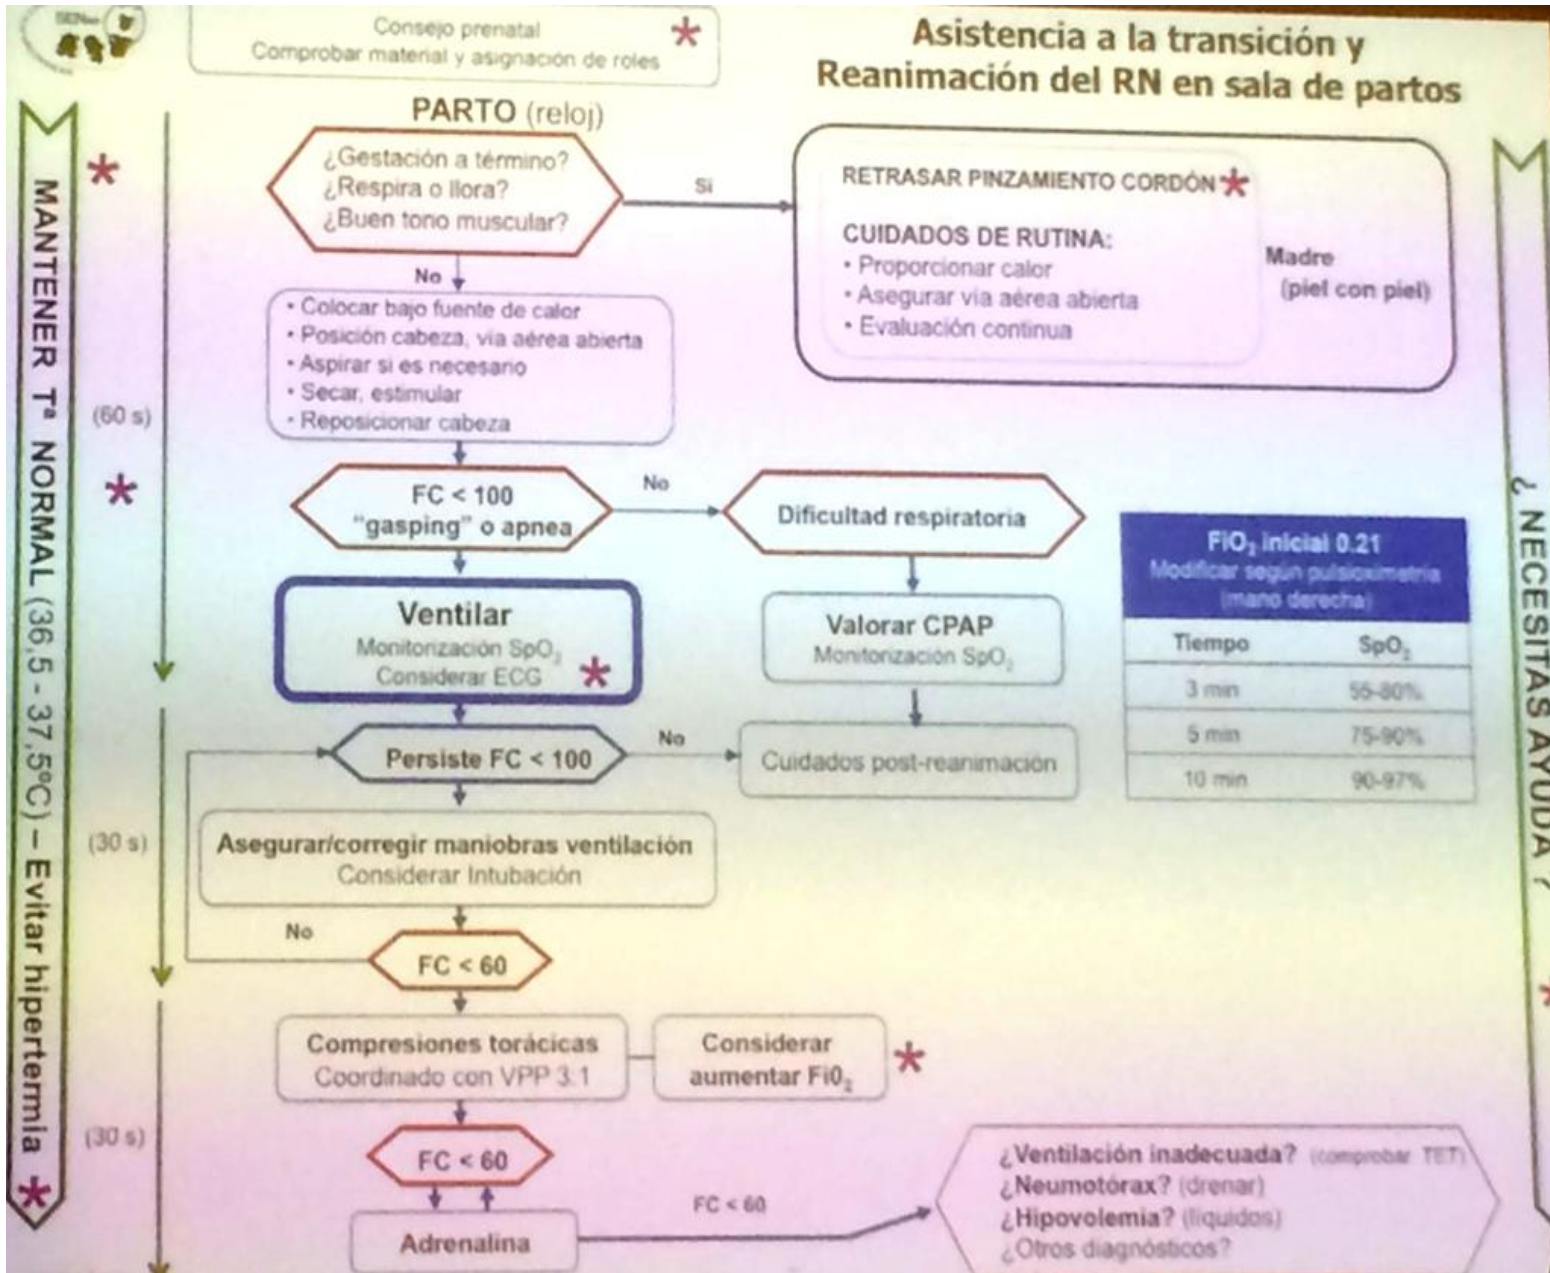 SEN
Consejo prenatal *
Comprobar material y asignación de roles
Asistencia a la transición y
Reanimación del RN en sala de partos
PARTO (reloj)
¿Gestación a término?
¿Respira o llora?
¿Buen tono muscular?
Si
RETRASAR PINZAMIENTO CORDÓN *
CUIDADOS DE RUTINA:
• Proporcionar calor
• Asegurar vía aérea abierta
• Evaluación continua
Madre
(piel con piel)
No
• Colocar bajo fuente de calor
• Posición cabeza, vía aérea abierta
• Aspirar si es necesario
• Secar, estimular
• Reposicionar cabeza
(60 s)
FC < 100
"gasping" o apnea
No
Dificultad respiratoria
Ventilar
Monitorización SpO₂
Considerar ECG *
Valorar CPAP
Monitorización SpO₂
FiO₂ inicial 0.21
Modificar según pulsioximetria
(mano derecha)
Tiempo SpO₂
3 min 55-80%
5 min 75-90%
10 min 90-97%
Persiste FC < 100
No
Cuidados post-reanimación
(30 s)
Asegurar/corregir maniobras ventilación
Considerar Intubación
No
FC < 60
Compresiones torácicas
Coordinado con VPP 3:1
Considerar
aumentar Fi0₂ *
(30 s)
FC < 60
Adrenalina
FC < 60
¿Ventilación inadecuada? (comprobar TET)
¿Neumotórax? (drenar)
¿Hipovolemia? (líquidos)
¿Otros diagnósticos?
MANTENER Tª NORMAL (36,5 - 37,5ºC) – Evitar hipertermia *
¿ NECESITAS AYUDA ?